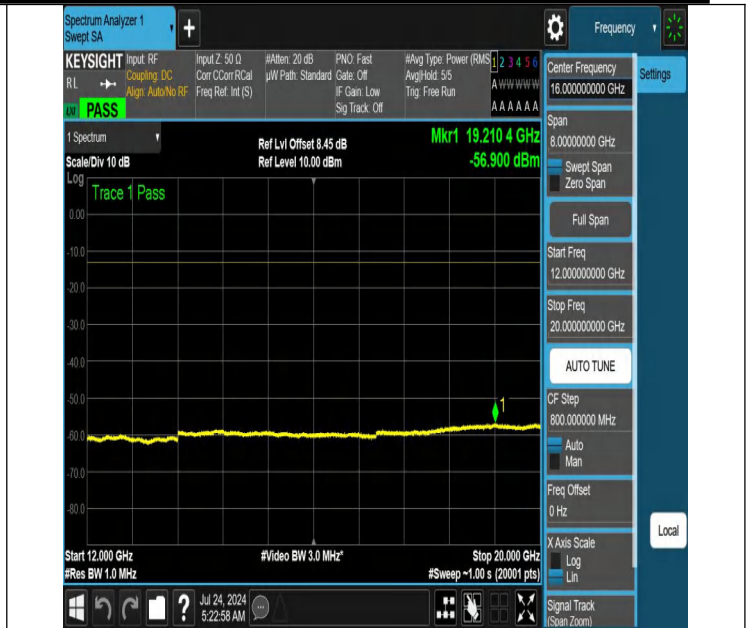 Spectrum Analyzer 1
Swept SA
+
Frequency
KEYSIGHT
RL
PASS
Input: RF
Coupling: DC
Align: Auto/No RF
Input Z: 50 Ω
Corr CCorr RCal
Freq Ref: Int (S)
#Atten: 20 dB
µW Path: Standard
PNO: Fast
Gate: Off
IF Gain: Low
Sig Track: Off
#Avg Type: Power (RMS
Avg|Hold: 5/5
Trig: Free Run
1 2 3 4 5 6
A W W W W W
A A A A A A
1 Spectrum
Scale/Div 10 dB
Ref Lvl Offset 8.45 dB
Ref Level 10.00 dBm
Mkr1 19.210 4 GHz
-56.900 dBm
Log
Trace 1 Pass
0.00
-10.0
-20.0
-30.0
-40.0
-50.0
-60.0
-70.0
-80.0
1
Start 12.000 GHz
#Res BW 1.0 MHz
#Video BW 3.0 MHz*
Stop 20.000 GHz
#Sweep ~1.00 s (20001 pts)
Jul 24, 2024
5:22:58 AM
?
Center Frequency
16.000000000 GHz
Span
8.00000000 GHz
Swept Span
Zero Span
Full Span
Start Freq
12.000000000 GHz
Stop Freq
20.000000000 GHz
AUTO TUNE
CF Step
800.000000 MHz
Auto
Man
Freq Offset
0 Hz
X Axis Scale
Log
Lin
Signal Track
(Span Zoom)
Settings
Local